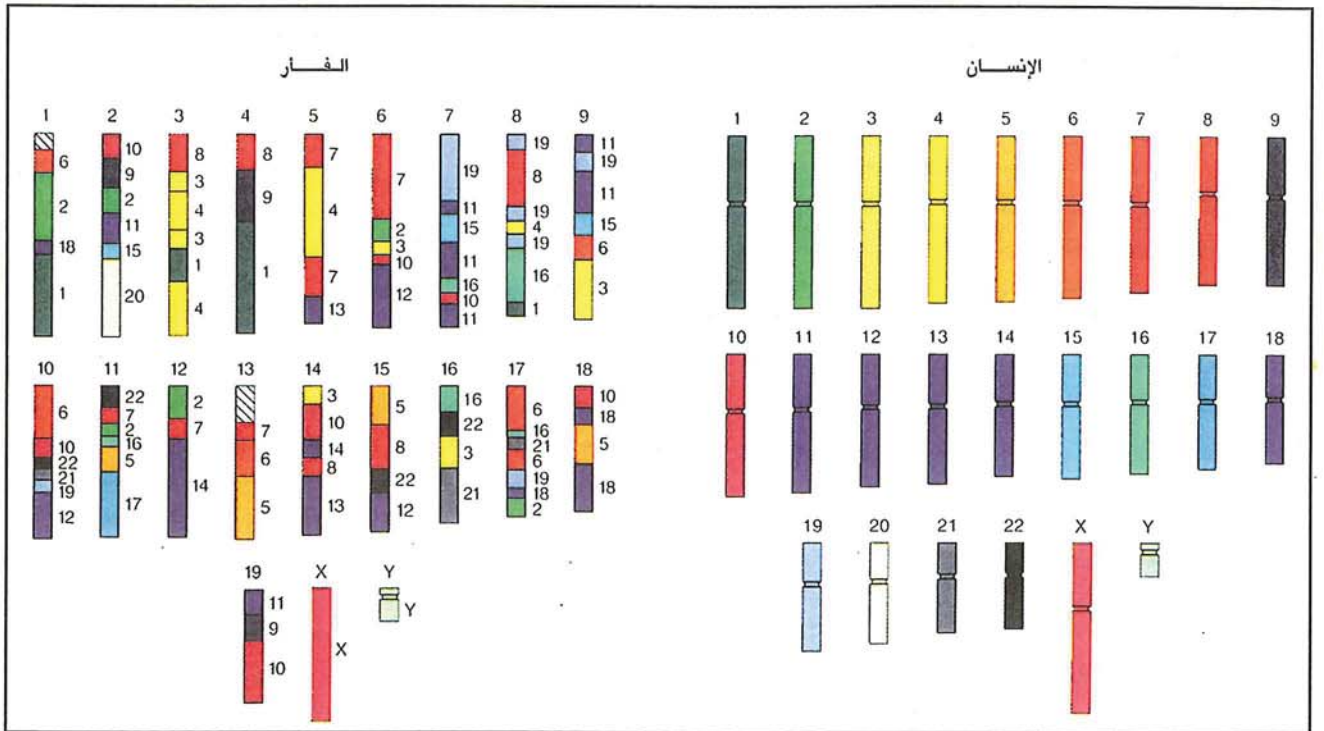 الإنســـان
1 2 3 4 5 6 7 8 9
10 11 12 13 14 15 16 17 18
19 20 21 22 X Y
الـفــــأر
1 2 3 4 5 6 7 8 9
6 2 18 1
10 9 2 11 15 20
8 3 4 3 1 4
8 9 1
7 4 7 13
7 2 3 10 12
19 11 15 11 16 10 11
19 8 19 4 19 16 1
11 19 11 15 6 3
10 11 12 13 14 15 16 17 18
6 10 22 21 19 12
22 7 2 16 5 17
2 7 14
7 6 5
3 10 14 8 13
5 8 22 12
16 22 3 21
6 16 21 6 19 18 2
10 18 5 18
19 X Y
11 9 10
X
Y